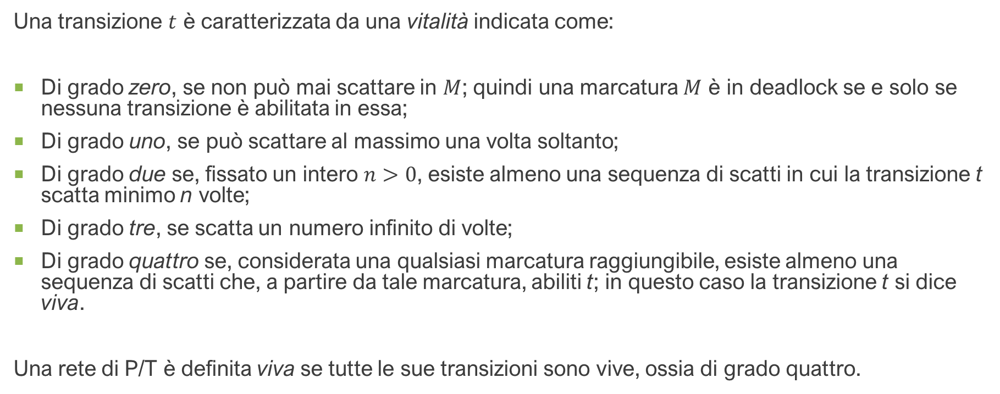 Una transizione t è caratterizzata da una vitalità indicata come:
▪ Di grado zero, se non può mai scattare in M; quindi una marcatura M è in deadlock se e solo se
nessuna transizione è abilitata in essa;
▪ Di grado uno, se può scattare al massimo una volta soltanto;
▪ Di grado due se, fissato un intero n > 0, esiste almeno una sequenza di scatti in cui la transizione t
scatta minimo n volte;
▪ Di grado tre, se scatta un numero infinito di volte;
▪ Di grado quattro se, considerata una qualsiasi marcatura raggiungibile, esiste almeno una
sequenza di scatti che, a partire da tale marcatura, abiliti t; in questo caso la transizione t si dice
viva.
Una rete di P/T è definita viva se tutte le sue transizioni sono vive, ossia di grado quattro.